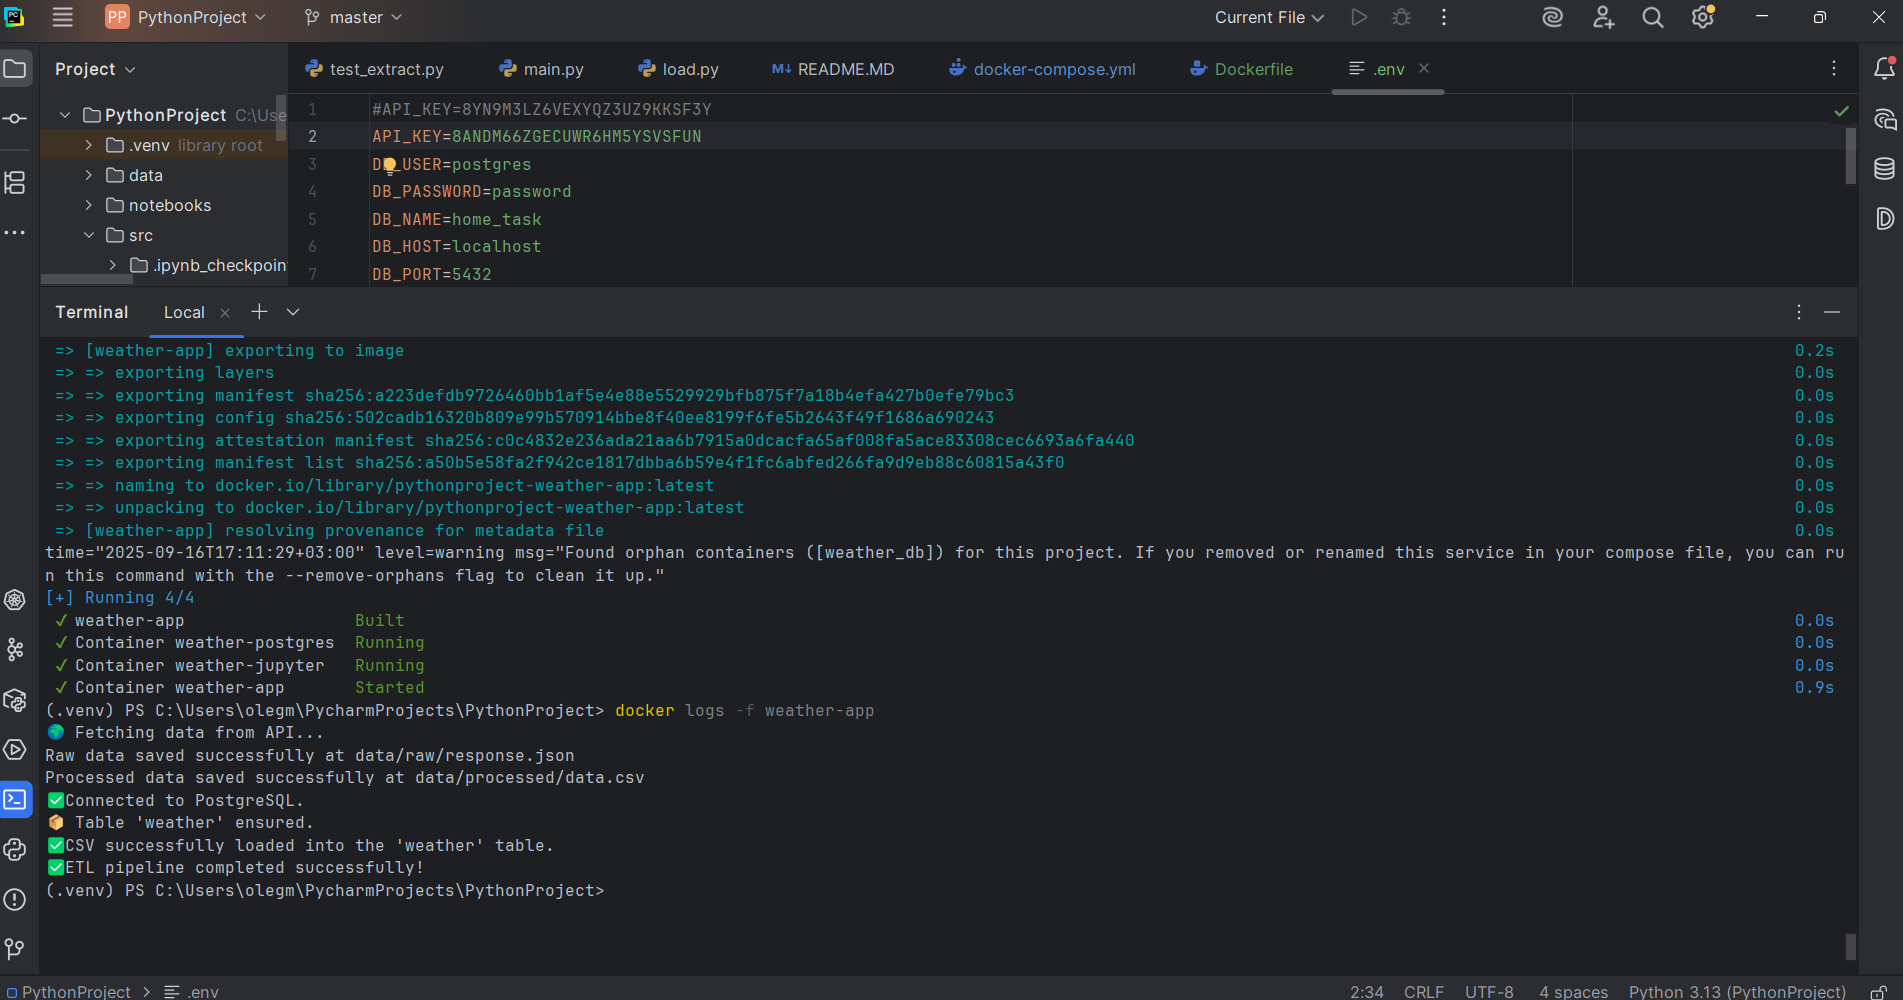 PC
PP PythonProject
master
Current File
Project
test_extract.py
main.py
load.py
M↓ README.MD
docker-compose.yml
Dockerfile
.env
PythonProject C:\Use
.venv library root
data
notebooks
src
.ipynb_checkpoin
1 #API_KEY=8YN9M3LZ6VEXYQZ3UZ9KKSF3Y
2 API_KEY=8ANDM66ZGECUWR6HM5YSVSFUN
3 DB_USER=postgres
4 DB_PASSWORD=password
5 DB_NAME=home_task
6 DB_HOST=localhost
7 DB_PORT=5432
Terminal Local
=> [weather-app] exporting to image 0.2s
=> => exporting layers 0.0s
=> => exporting manifest sha256:a223defdb9726460bb1af5e4e88e5529929bfb875f7a18b4efa427b0efe79bc3 0.0s
=> => exporting config sha256:502cadb16320b809e99b570914bbe8f40ee8199f6fe5b2643f49f1686a690243 0.0s
=> => exporting attestation manifest sha256:c0c4832e236ada21aa6b7915a0dcacfa65af008fa5ace83308cec6693a6fa440 0.0s
=> => exporting manifest list sha256:a50b5e58fa2f942ce1817dbba6b59e4f1fc6abfed266fa9d9eb88c60815a43f0 0.0s
=> => naming to docker.io/library/pythonproject-weather-app:latest 0.0s
=> => unpacking to docker.io/library/pythonproject-weather-app:latest 0.0s
=> [weather-app] resolving provenance for metadata file 0.0s
time="2025-09-16T17:11:29+03:00" level=warning msg="Found orphan containers ([weather_db]) for this project. If you removed or renamed this service in your compose file, you can ru
n this command with the --remove-orphans flag to clean it up."
[+] Running 4/4
✓ weather-app Built 0.0s
✓ Container weather-postgres Running 0.0s
✓ Container weather-jupyter Running 0.0s
✓ Container weather-app Started 0.9s
(.venv) PS C:\Users\olegm\PycharmProjects\PythonProject> docker logs -f weather-app
🌍 Fetching data from API...
Raw data saved successfully at data/raw/response.json
Processed data saved successfully at data/processed/data.csv
✅Connected to PostgreSQL.
📦 Table 'weather' ensured.
✅CSV successfully loaded into the 'weather' table.
✅ETL pipeline completed successfully!
(.venv) PS C:\Users\olegm\PycharmProjects\PythonProject>
PythonProject > .env
2:34 CRLF UTF-8 4 spaces Python 3.13 (PythonProject)